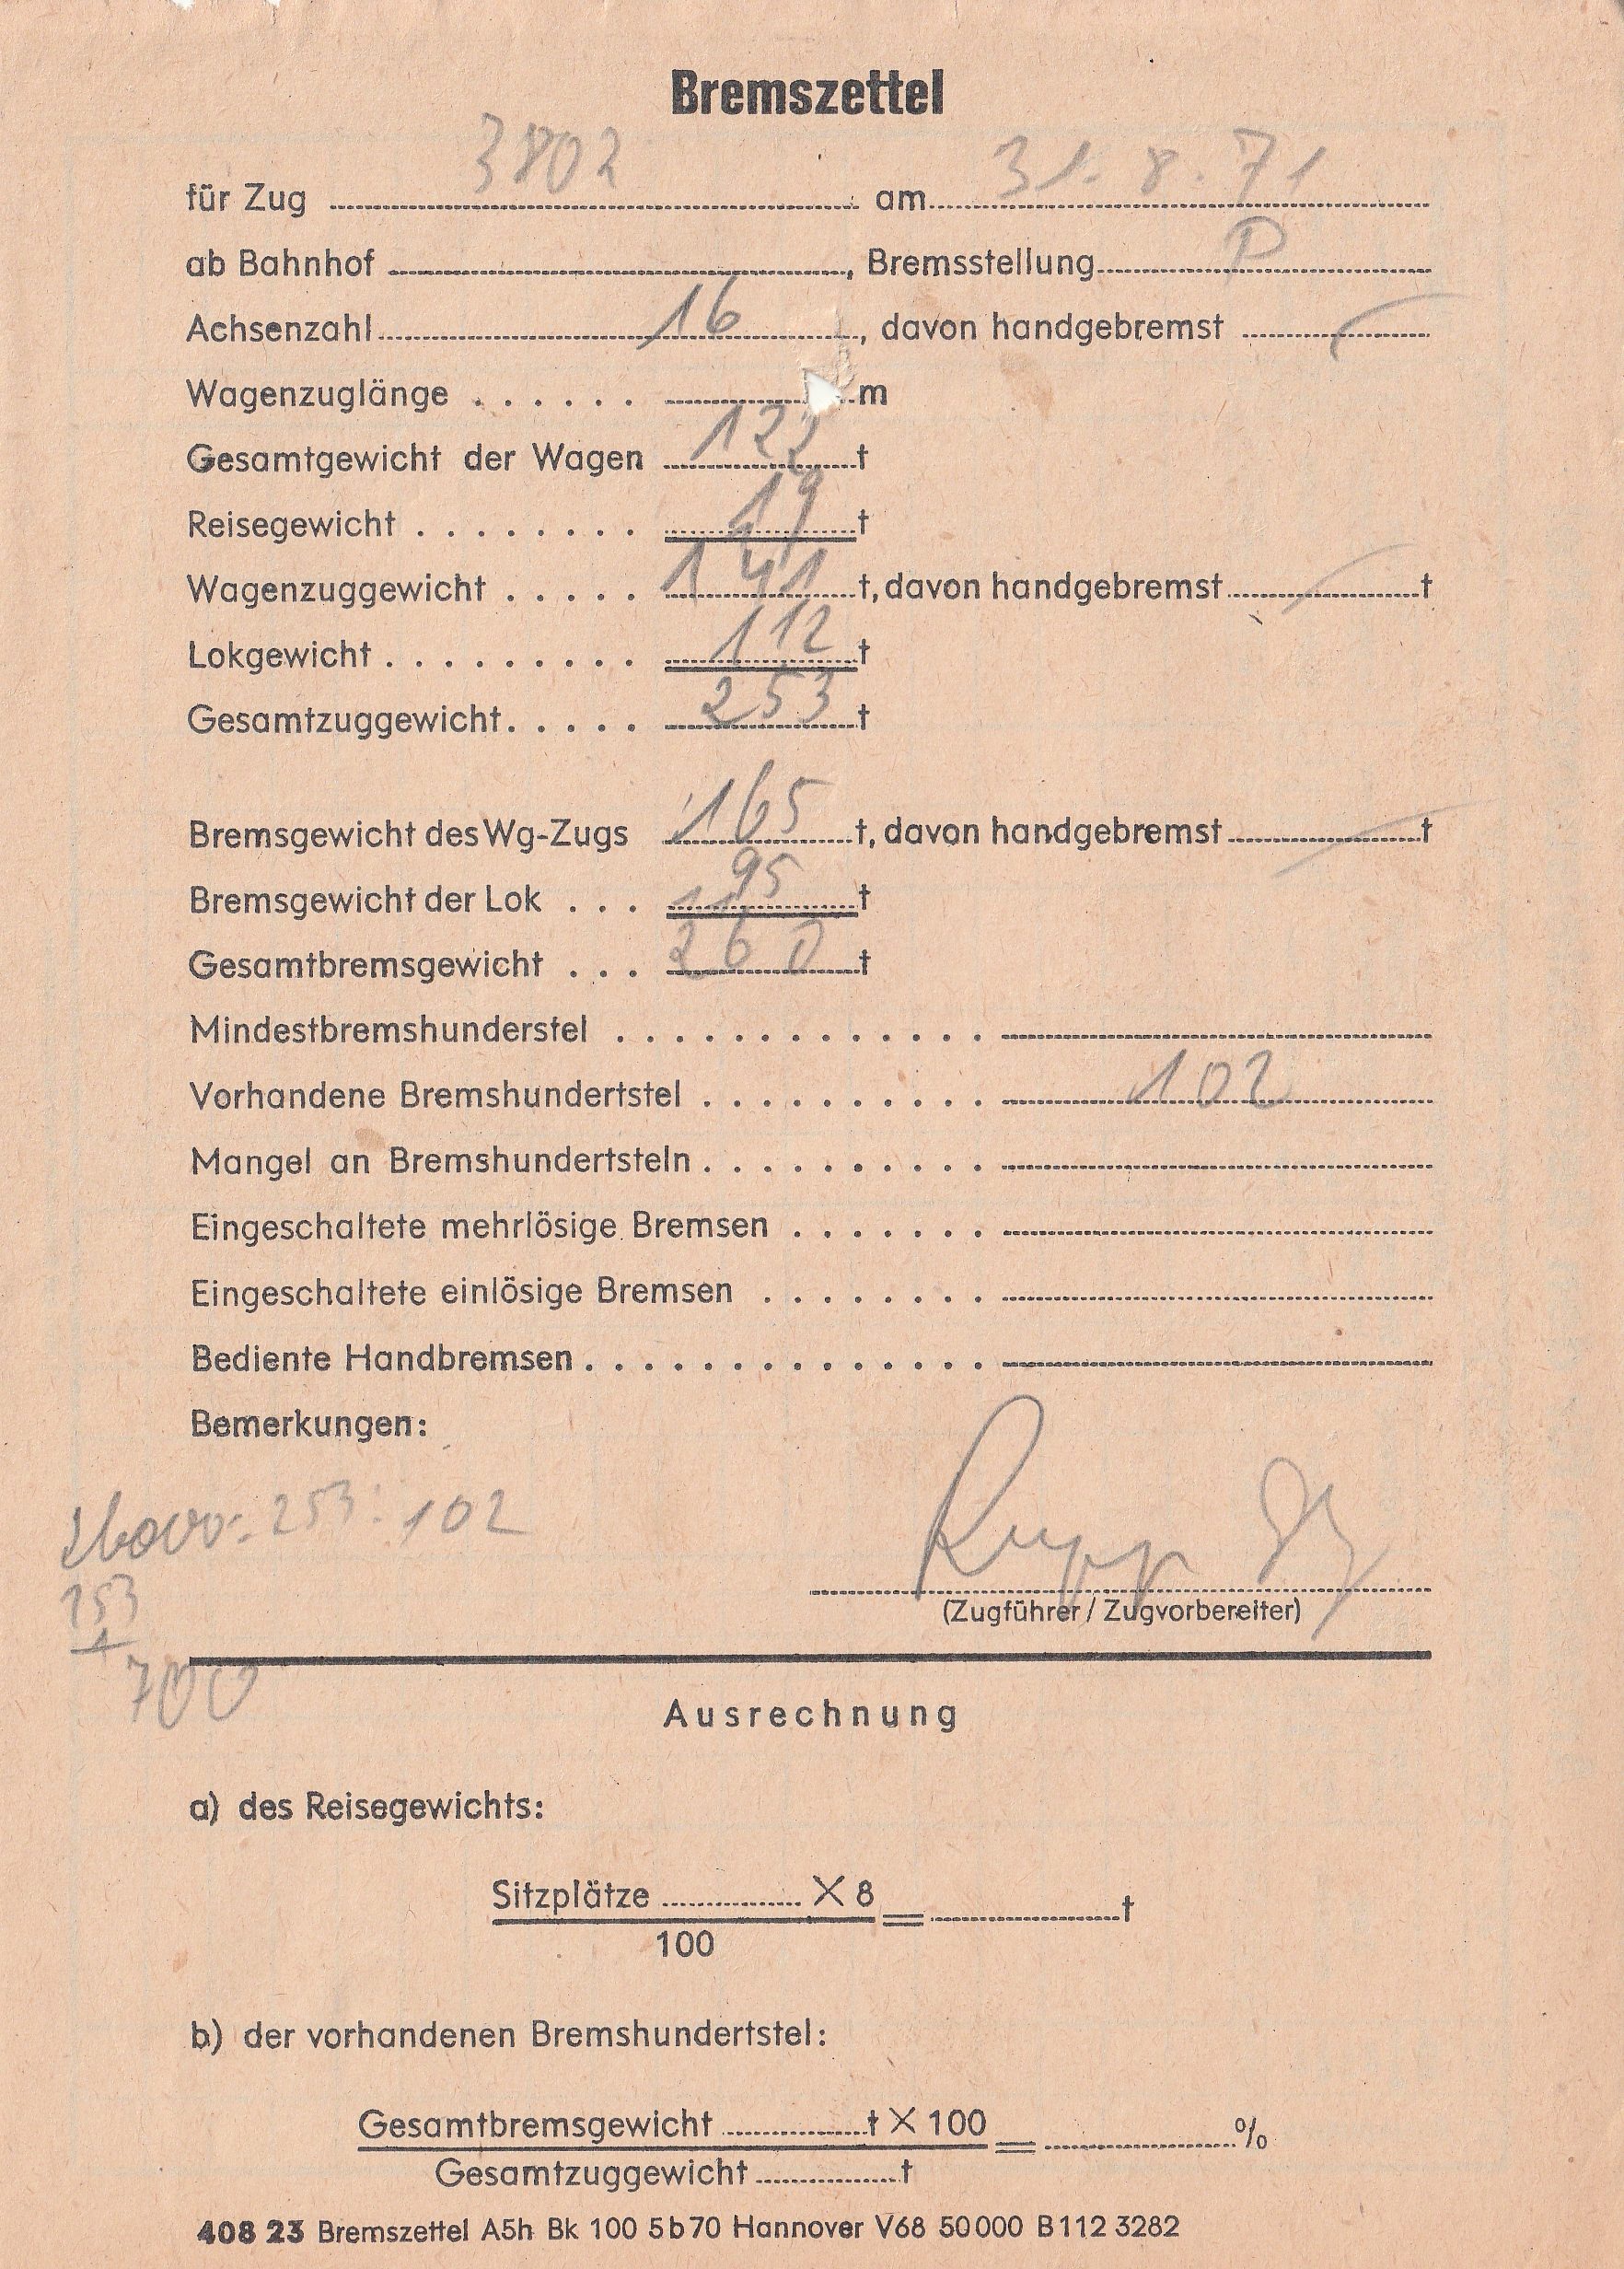 Bremszettel
für Zug 3802 am 31. 8. 71
ab Bahnhof , Bremsstellung P
Achsenzahl 16 , davon handgebremst
Wagenzuglänge . . . . . . m
Gesamtgewicht der Wagen 122 t
Reisegewicht . . . . . . . . 19 t
Wagenzuggewicht . . . . . 141 t, davon handgebremst t
Lokgewicht . . . . . . . . . 112 t
Gesamtzuggewicht. . . . . 253 t
Bremsgewicht des Wg-Zugs 165 t, davon handgebremst t
Bremsgewicht der Lok . . . 95 t
Gesamtbremsgewicht . . . 260 t
Mindestbremshunderstel . . . . . . . . . . . . .
Vorhandene Bremshundertstel . . . . . . . . . . 102
Mangel an Bremshundertsteln . . . . . . . . . .
Eingeschaltete mehrlösige Bremsen . . . . . . .
Eingeschaltete einlösige Bremsen . . . . . . . .
Bediente Handbremsen . . . . . . . . . . . . . .
Bemerkungen:
26000 : 253 : 102
253
700
Rupp
(Zugführer / Zugvorbereiter)
Ausrechnung
a) des Reisegewichts:
Sitzplätze X 8 = t
100
b) der vorhandenen Bremshundertstel:
Gesamtbremsgewicht t X 100 = %
Gesamtzuggewicht t
408 23 Bremszettel A5h Bk 100 5b70 Hannover V68 50000 B112 3282